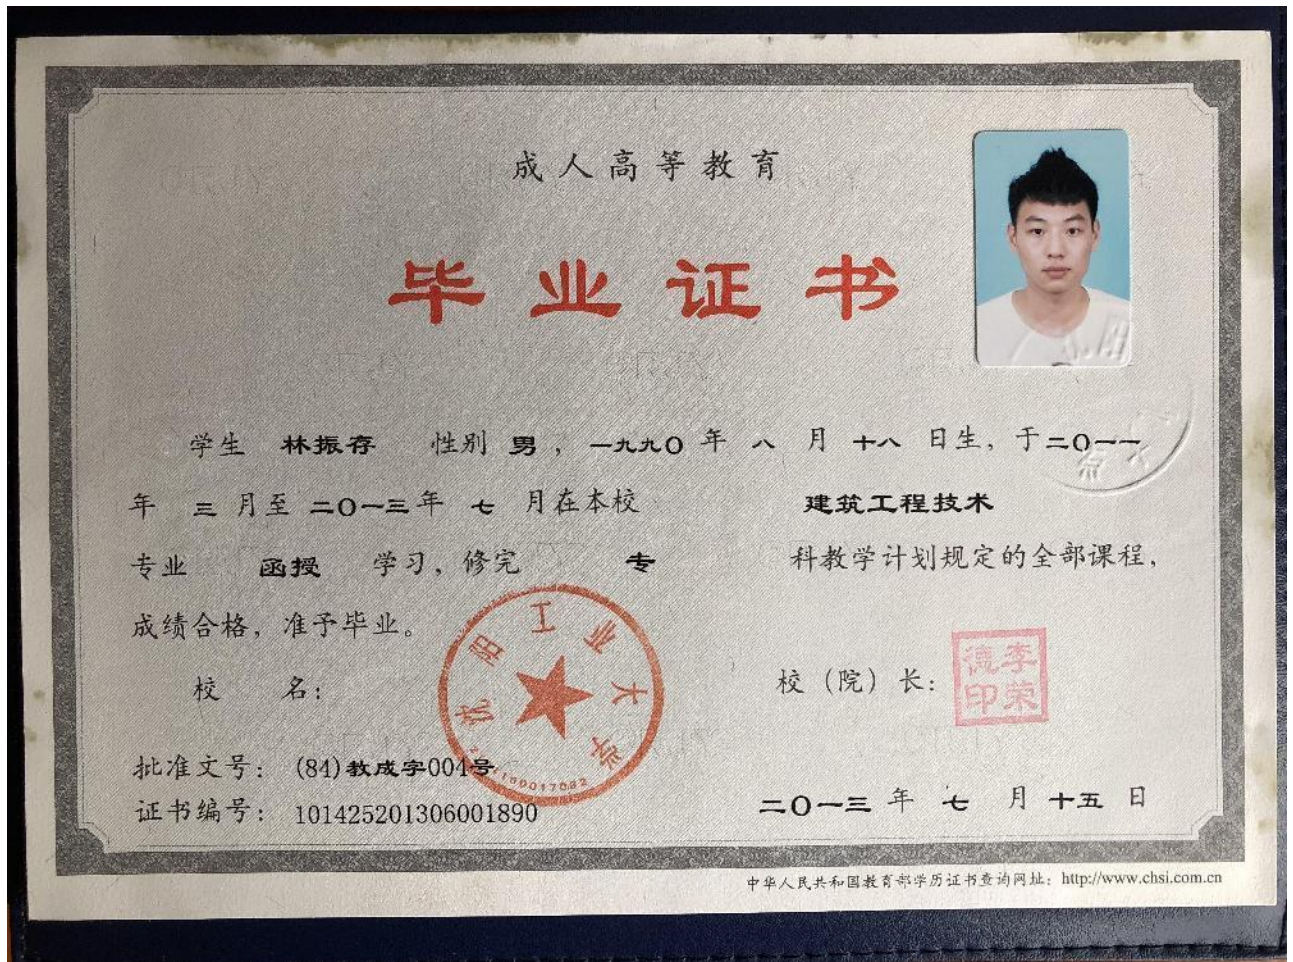 成人高等教育
毕业证书
学生 林振存 性别 男，一九九〇 年 八 月 十八 日生，于二〇一一
年 三 月至 二〇一三年 七 月在本校 建筑工程技术
专业 函授 学习，修完 专 科教学计划规定的全部课程，
成绩合格，准予毕业。
校 名：
沈阳工业大学
校（院）长：
李荣德印
批准文号：(84)教成字004号
证书编号：101425201306001890
二〇一三 年 七 月 十五 日
中华人民共和国教育部学历证书查询网址：http://www.chsi.com.cn